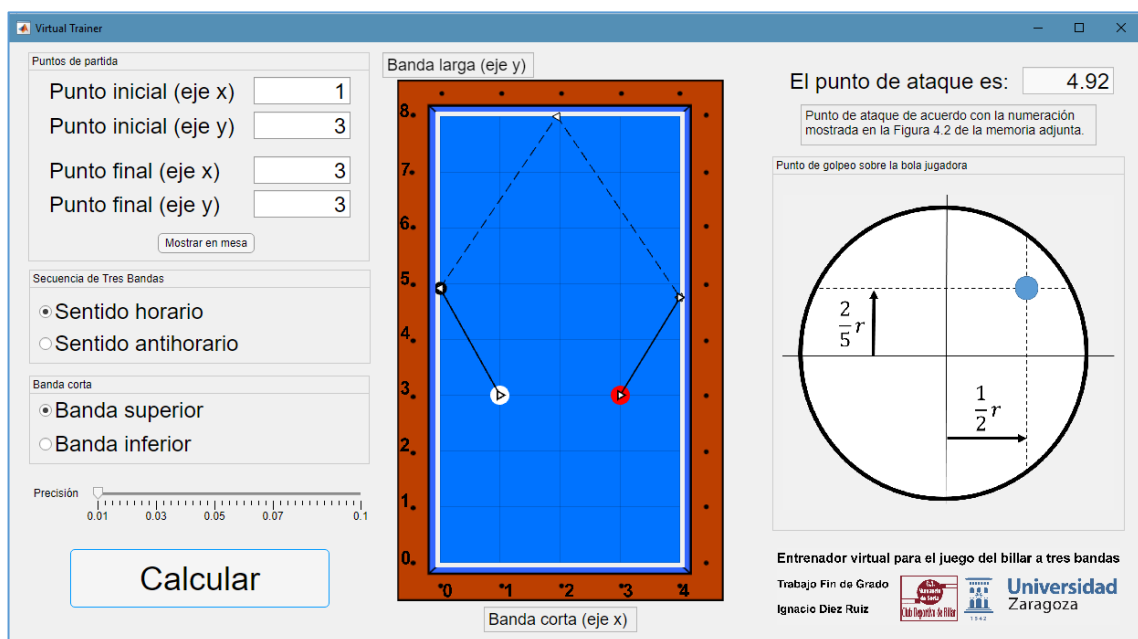 Virtual Trainer
Puntos de partida
Punto inicial (eje x)
1
Punto inicial (eje y)
3
Punto final (eje x)
3
Punto final (eje y)
3
Mostrar en mesa
Secuencia de Tres Bandas
Sentido horario
Sentido antihorario
Banda corta
Banda superior
Banda inferior
Precisión
0.01 0.03 0.05 0.07 0.1
Calcular
Banda larga (eje y)
8
7
6
5
4
3
2
1
0
0 1 2 3 4
Banda corta (eje x)
El punto de ataque es: 4.92
Punto de ataque de acuerdo con la numeración
mostrada en la Figura 4.2 de la memoria adjunta.
Punto de golpeo sobre la bola jugadora
2/5 r
1/2 r
Entrenador virtual para el juego del billar a tres bandas
Trabajo Fin de Grado
Ignacio Diez Ruiz
Club Deportivo de Billar
1542
Universidad
Zaragoza